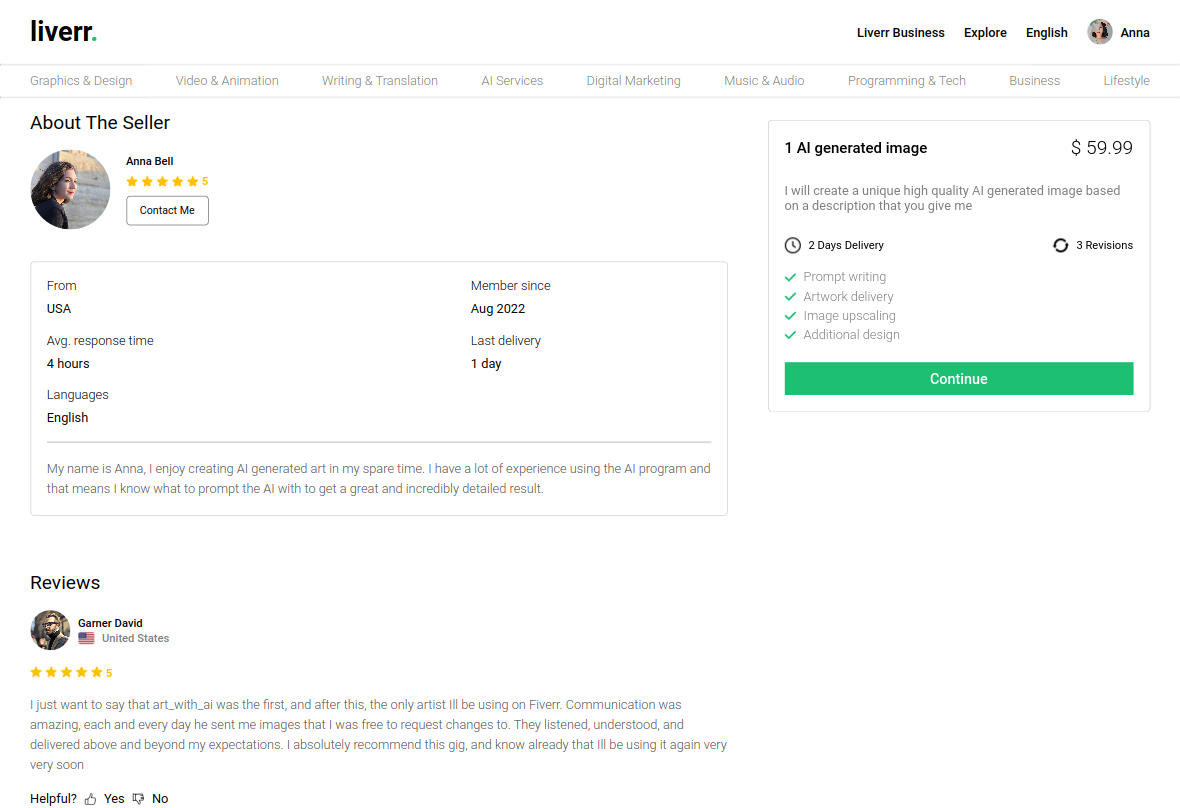 liverr.
Liverr Business
Explore
English
Anna
Graphics & Design
Video & Animation
Writing & Translation
AI Services
Digital Marketing
Music & Audio
Programming & Tech
Business
Lifestyle
About The Seller
Anna Bell
5
Contact Me
From
USA
Member since
Aug 2022
Avg. response time
4 hours
Last delivery
1 day
Languages
English
My name is Anna, I enjoy creating AI generated art in my spare time. I have a lot of experience using the AI program and
that means I know what to prompt the AI with to get a great and incredibly detailed result.
1 AI generated image
$ 59.99
I will create a unique high quality AI generated image based
on a description that you give me
2 Days Delivery
3 Revisions
Prompt writing
Artwork delivery
Image upscaling
Additional design
Continue
Reviews
Garner David
United States
5
I just want to say that art_with_ai was the first, and after this, the only artist Ill be using on Fiverr. Communication was
amazing, each and every day he sent me images that I was free to request changes to. They listened, understood, and
delivered above and beyond my expectations. I absolutely recommend this gig, and know already that Ill be using it again very
very soon
Helpful? Yes No